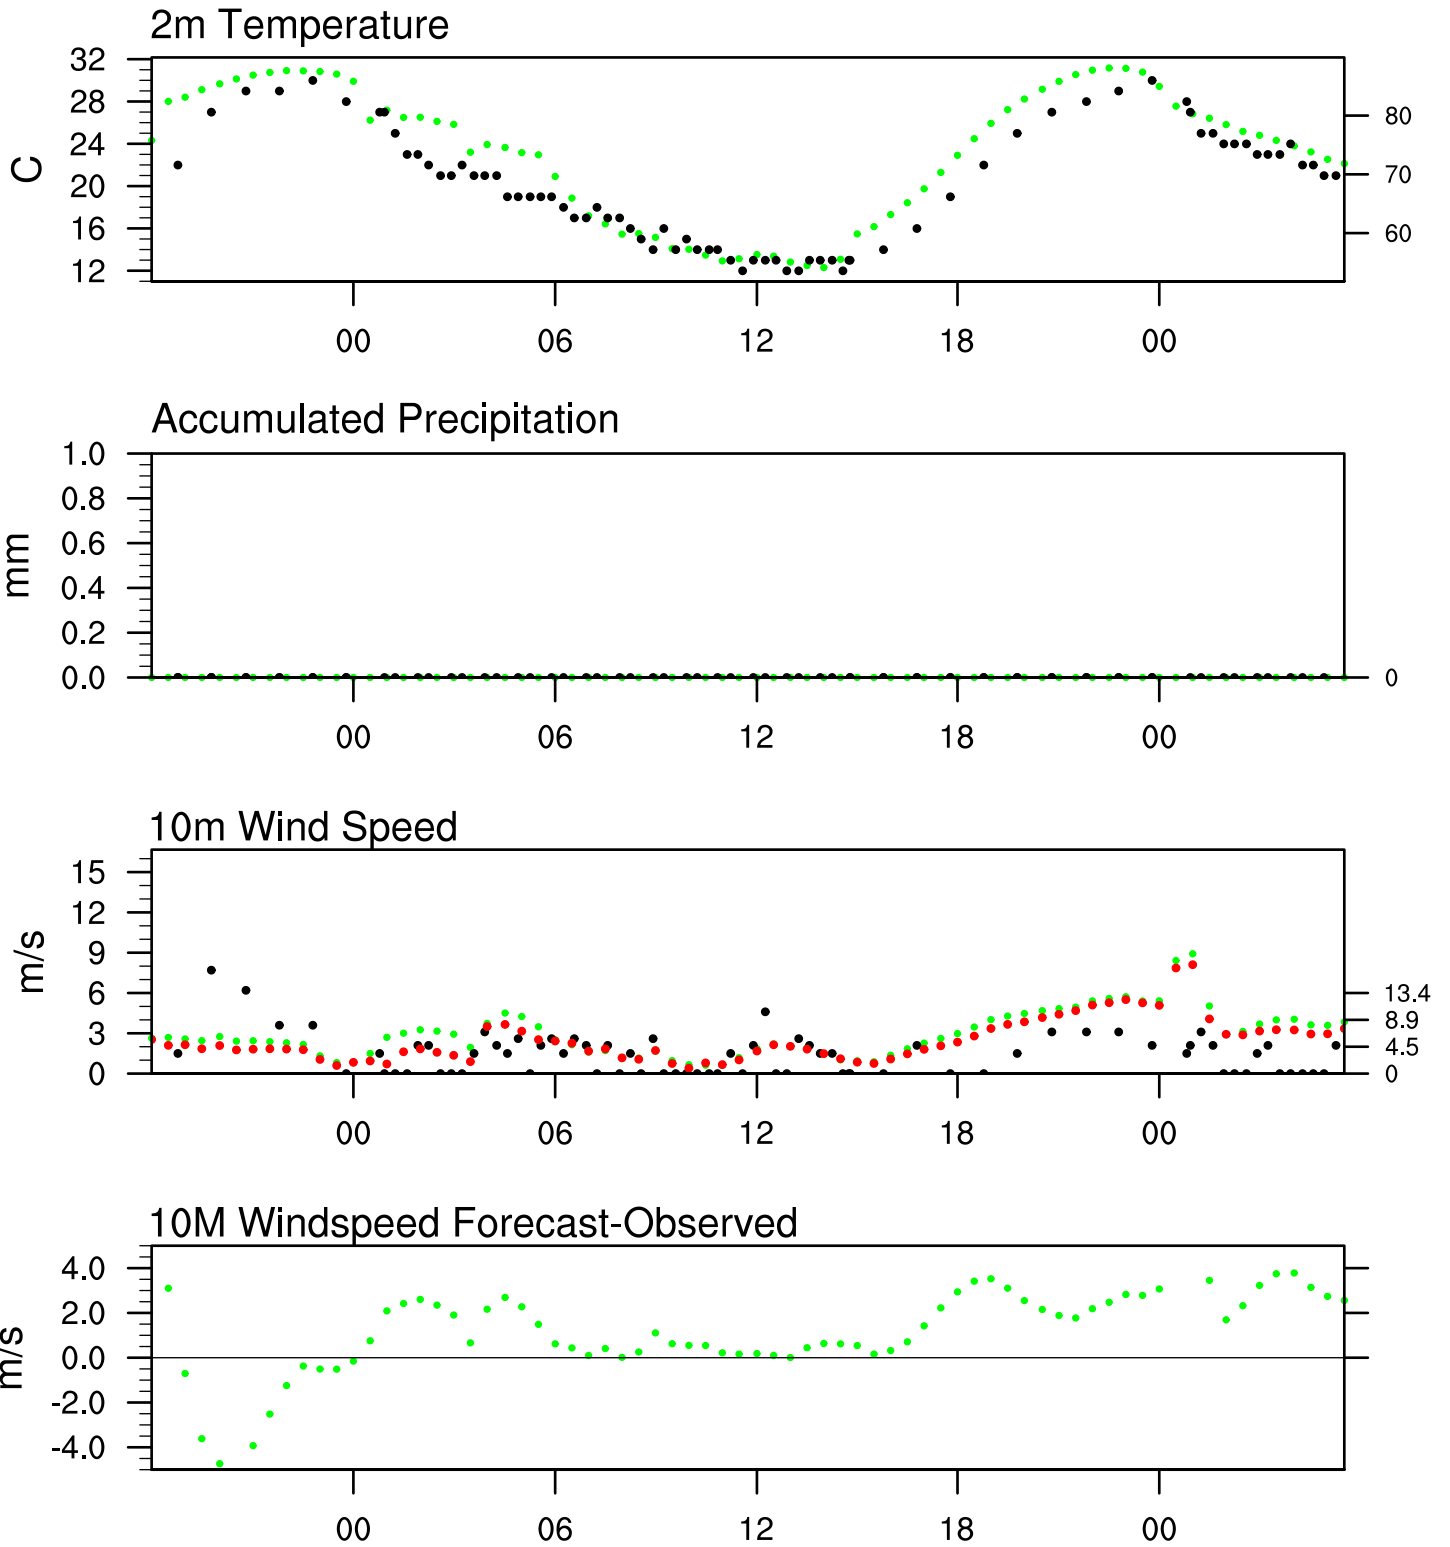 2m Temperature
32
28
24
20
16
12
C
80
70
60
00 06 12 18 00
Accumulated Precipitation
1.0
0.8
0.6
0.4
0.2
0.0
mm
0
00 06 12 18 00
10m Wind Speed
15
12
9
6
3
0
m/s
13.4
8.9
4.5
0
00 06 12 18 00
10M Windspeed Forecast-Observed
4.0
2.0
0.0
-2.0
-4.0
m/s
00 06 12 18 00